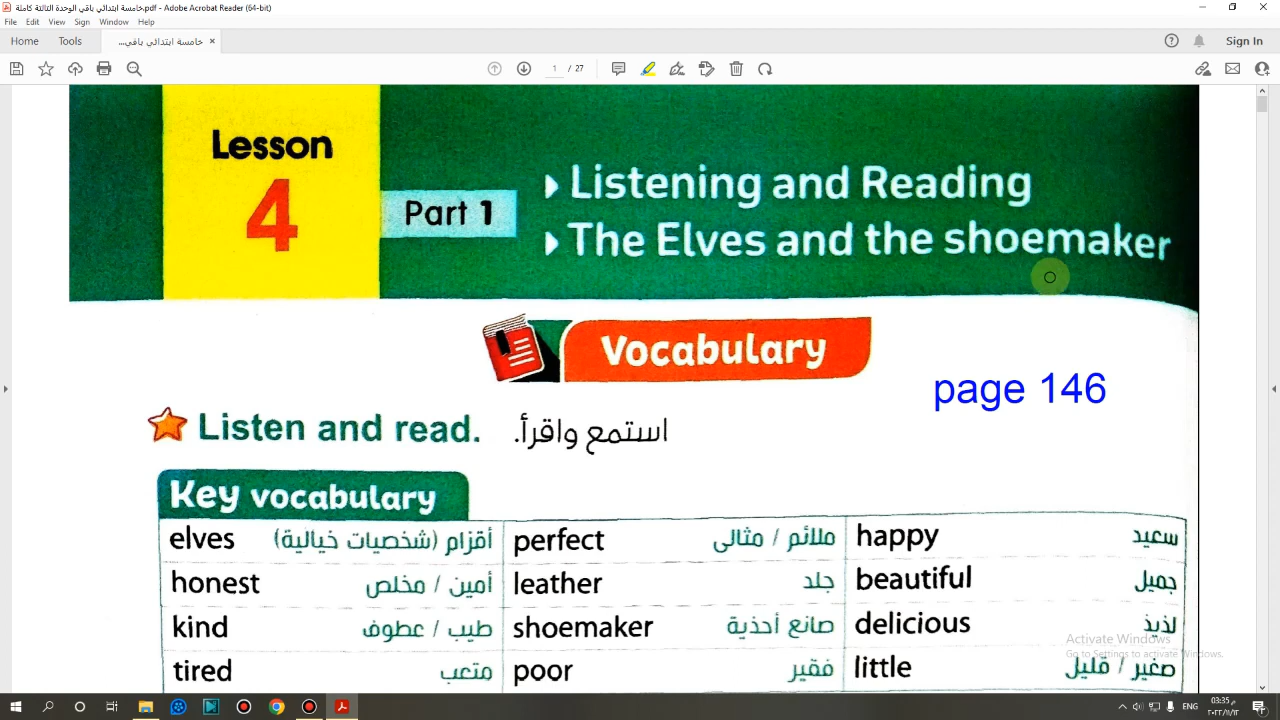 خامسة ابتدائي باقي الوحدة الثالثة كاملة.pdf - Adobe Acrobat Reader (64-bit)
File Edit View Sign Window Help
Home Tools خامسة ابتدائي باقي... × Sign In
1 / 27
Lesson
4
Part 1
Listening and Reading
The Elves and the shoemaker
Vocabulary
page 146
Listen and read. استمع واقرأ.
Key vocabulary
elves أقزام (شخصيات خيالية) perfect ملائم / مثالى happy سعيد
honest أمين / مخلص leather جلد beautiful جميل
kind طيب / عطوف shoemaker صانع أحذية delicious لذيذ
tired متعب poor فقير little صغير / قليل
Activate Windows
Go to Settings to activate Windows.
ENG
03:35 م